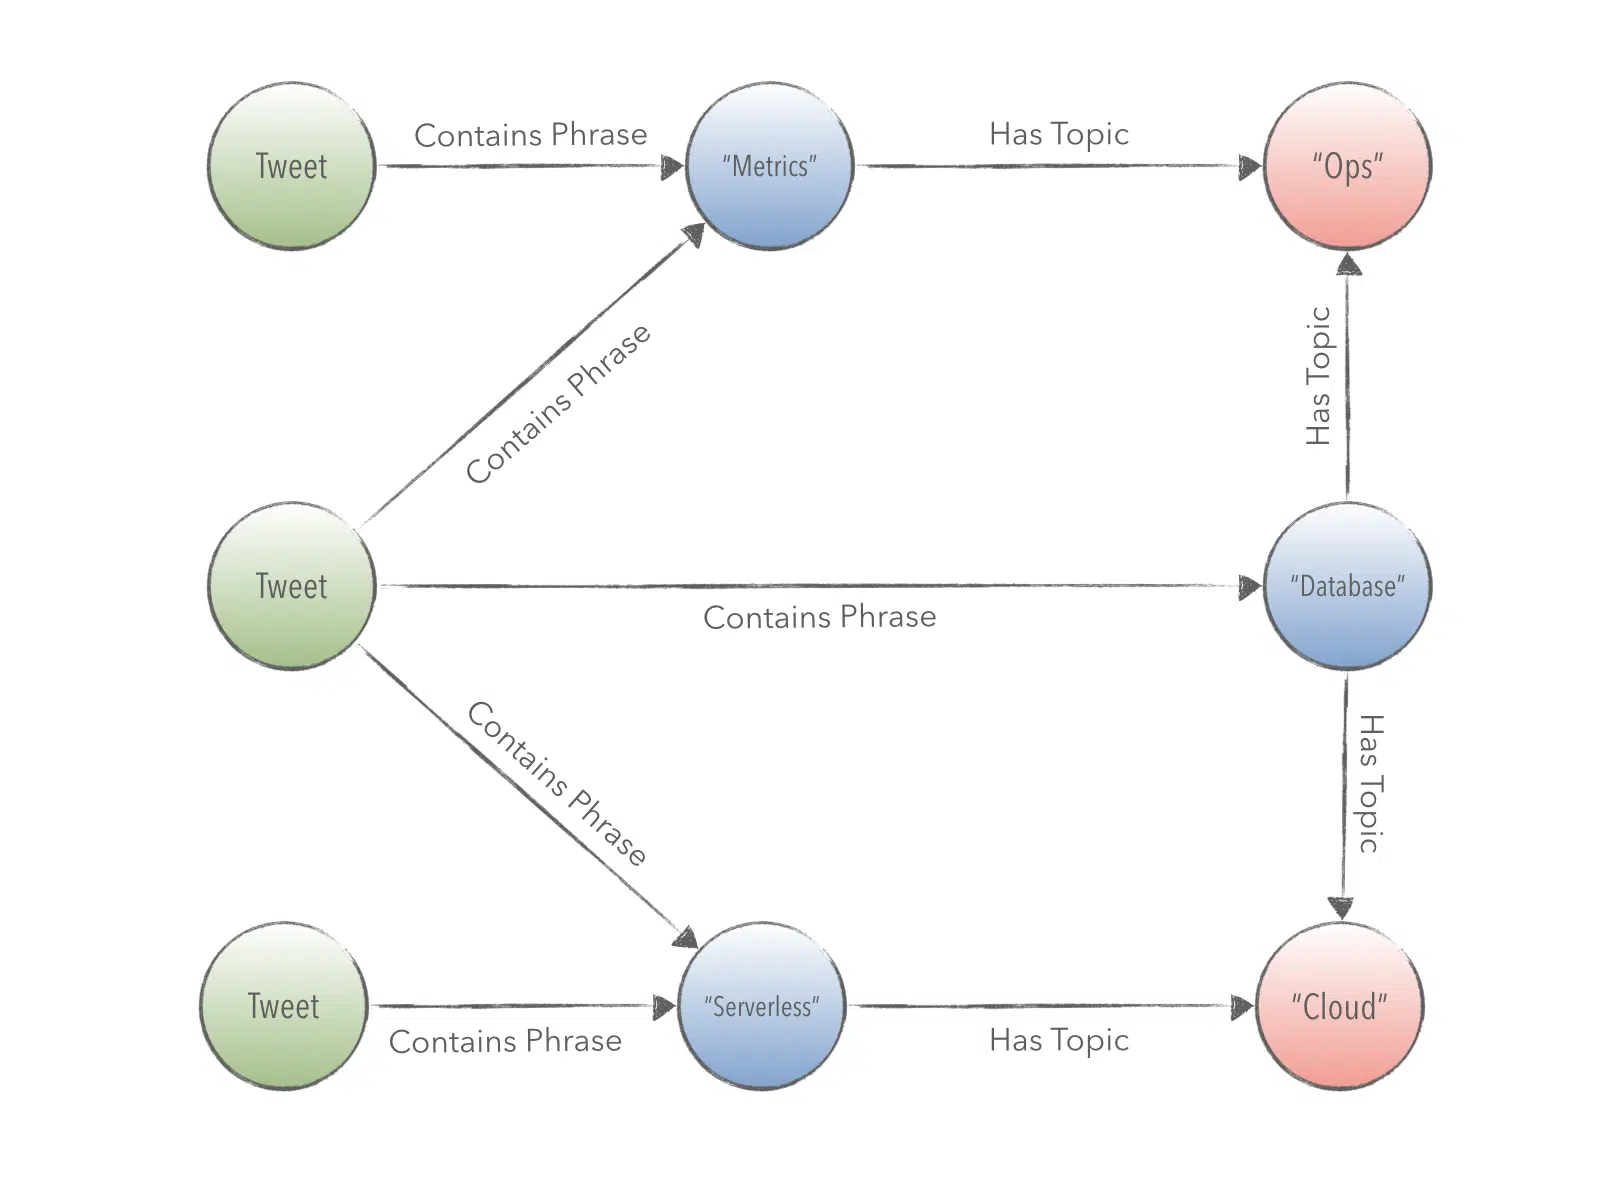 Tweet
Contains Phrase
“Metrics”
Has Topic
“Ops”
Contains Phrase
Has Topic
Tweet
Contains Phrase
“Database”
Contains Phrase
Has Topic
Tweet
Contains Phrase
“Serverless”
Has Topic
“Cloud”